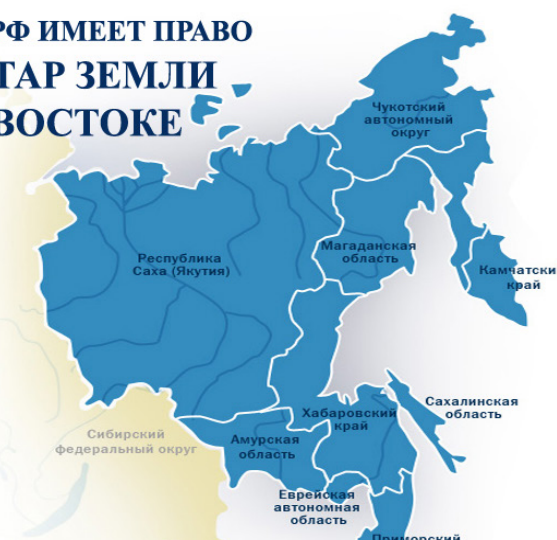 РФ ИМЕЕТ ПРАВО
ТАР ЗЕМЛИ
ВОСТОКЕ
Чукотский
автономный
округ
Республика
Саха (Якутия)
Магаданская
область
Камчатски
край
Сахалинская
область
Хабаровский
край
Сибирский
федеральный округ
Амурская
область
Еврейская
автономная
область
Приморский